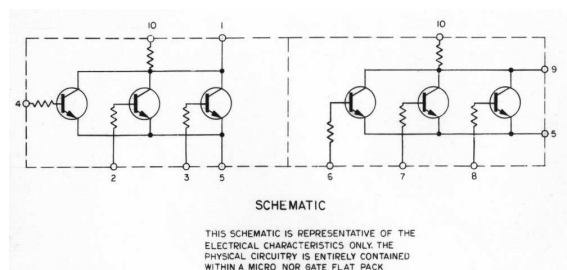 10 1 10
9
4
5
2 3 5 6 7 8
SCHEMATIC
THIS SCHEMATIC IS REPRESENTATIVE OF THE
ELECTRICAL CHARACTERISTICS ONLY. THE
PHYSICAL CIRCUITRY IS ENTIRELY CONTAINED
WITHIN A MICRO NOR GATE FLAT PACK